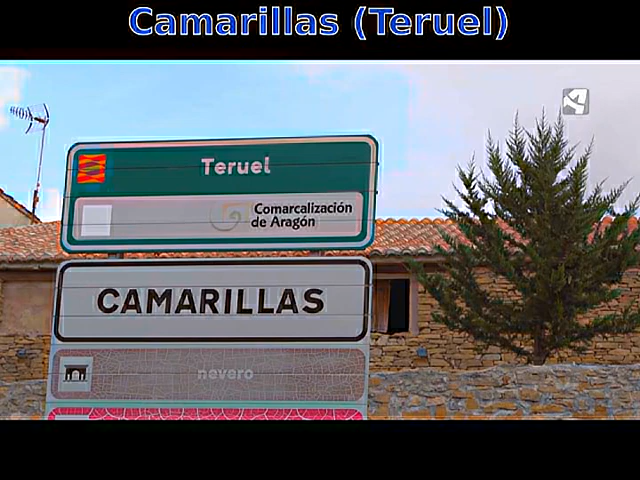 Camarillas (Teruel)
Teruel
Comarcalización
de Aragón
CAMARILLAS
nevero